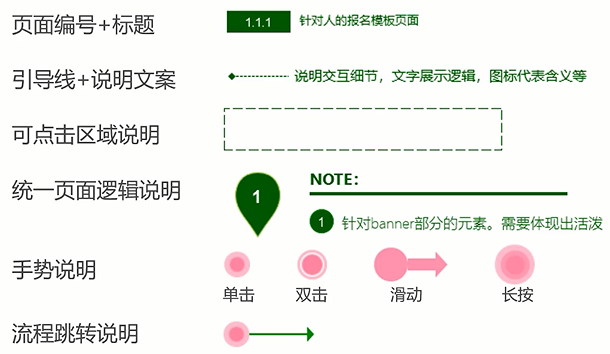 页面编号+标题
1.1.1
针对人的报名模板页面
引导线+说明文案
说明交互细节，文字展示逻辑，图标代表含义等
可点击区域说明
统一页面逻辑说明
1
NOTE：
1 针对banner部分的元素。需要体现出活泼
手势说明
单击 双击 滑动 长按
流程跳转说明